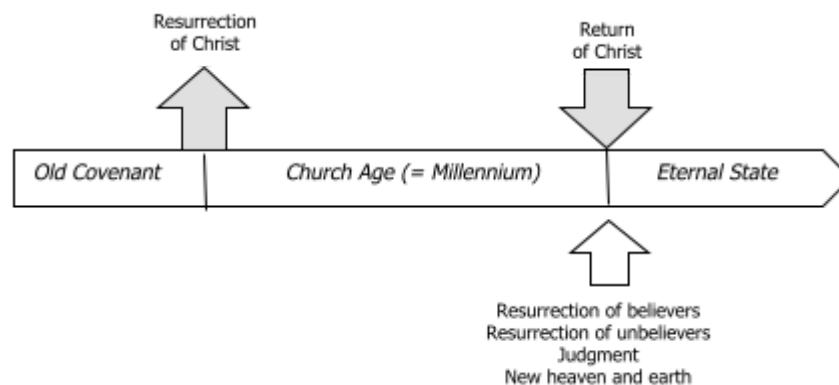 Resurrection
of Christ
Return
of Christ
Old Covenant
Church Age (= Millennium)
Eternal State
Resurrection of believers
Resurrection of unbelievers
Judgment
New heaven and earth